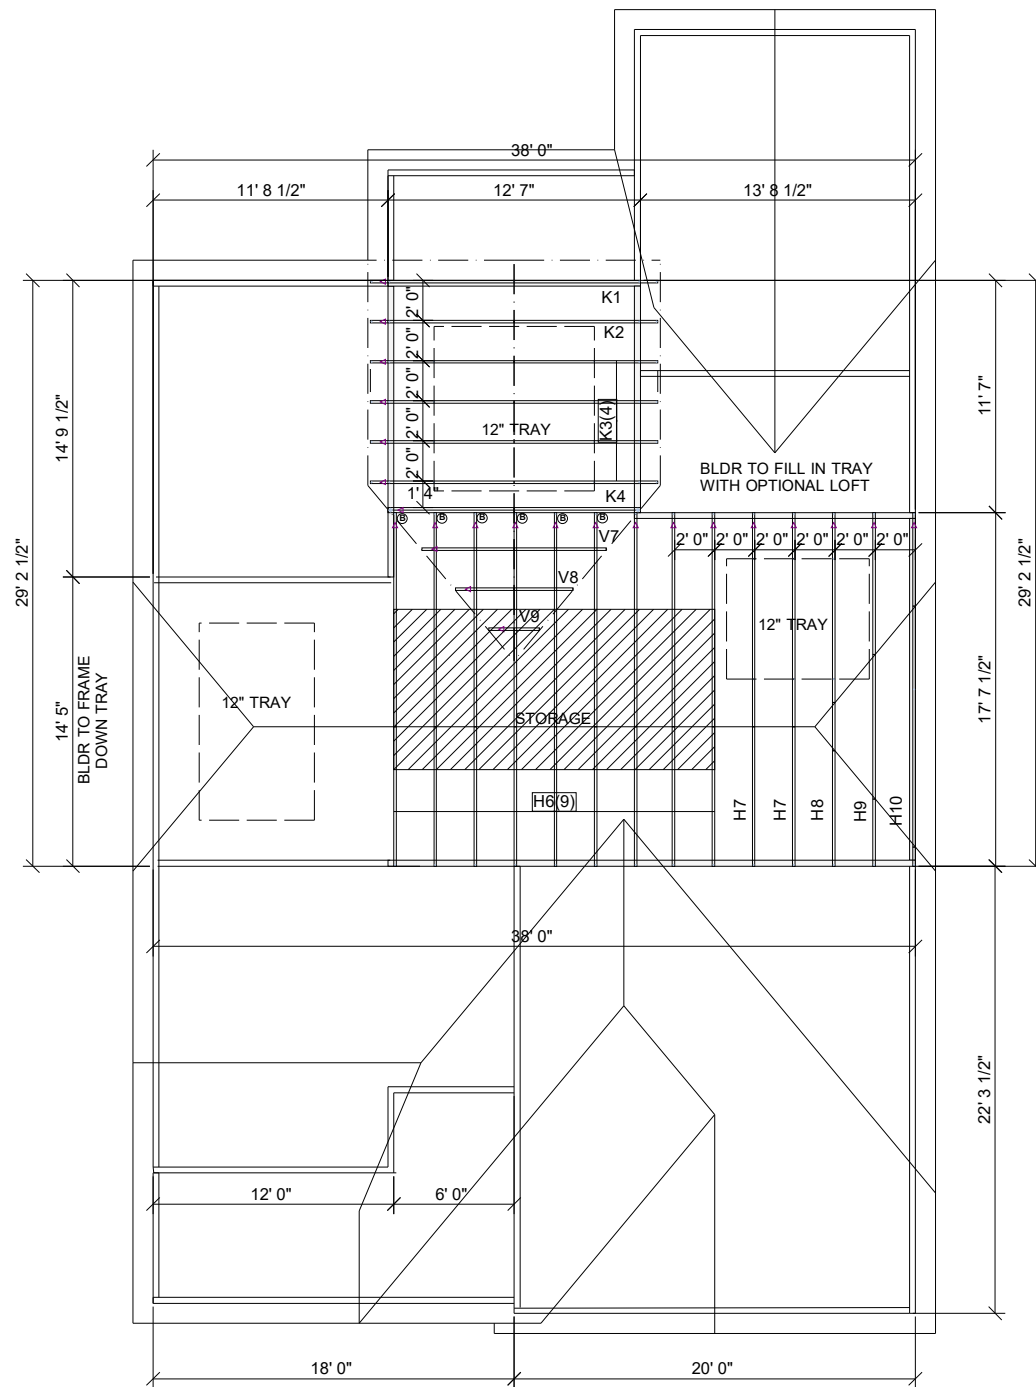 38' 0"
11' 8 1/2"
12' 7"
13' 8 1/2"
K1
2' 0"
K2
2' 0"
2' 0"
2' 0"
2' 0"
12" TRAY
K3(4)
14' 9 1/2"
11' 7"
BLDR TO FILL IN TRAY
WITH OPTIONAL LOFT
1' 4"
K4
B
B
B
B
B
B
V7
2' 0"
2' 0"
2' 0"
2' 0"
2' 0"
2' 0"
29' 2 1/2"
29' 2 1/2"
V8
V9
12" TRAY
12" TRAY
STORAGE
14' 5"
BLDR TO FRAME
DOWN TRAY
17' 7 1/2"
H6(9)
H7
H7
H8
H9
H10
38' 0"
22' 3 1/2"
12' 0"
6' 0"
18' 0"
20' 0"